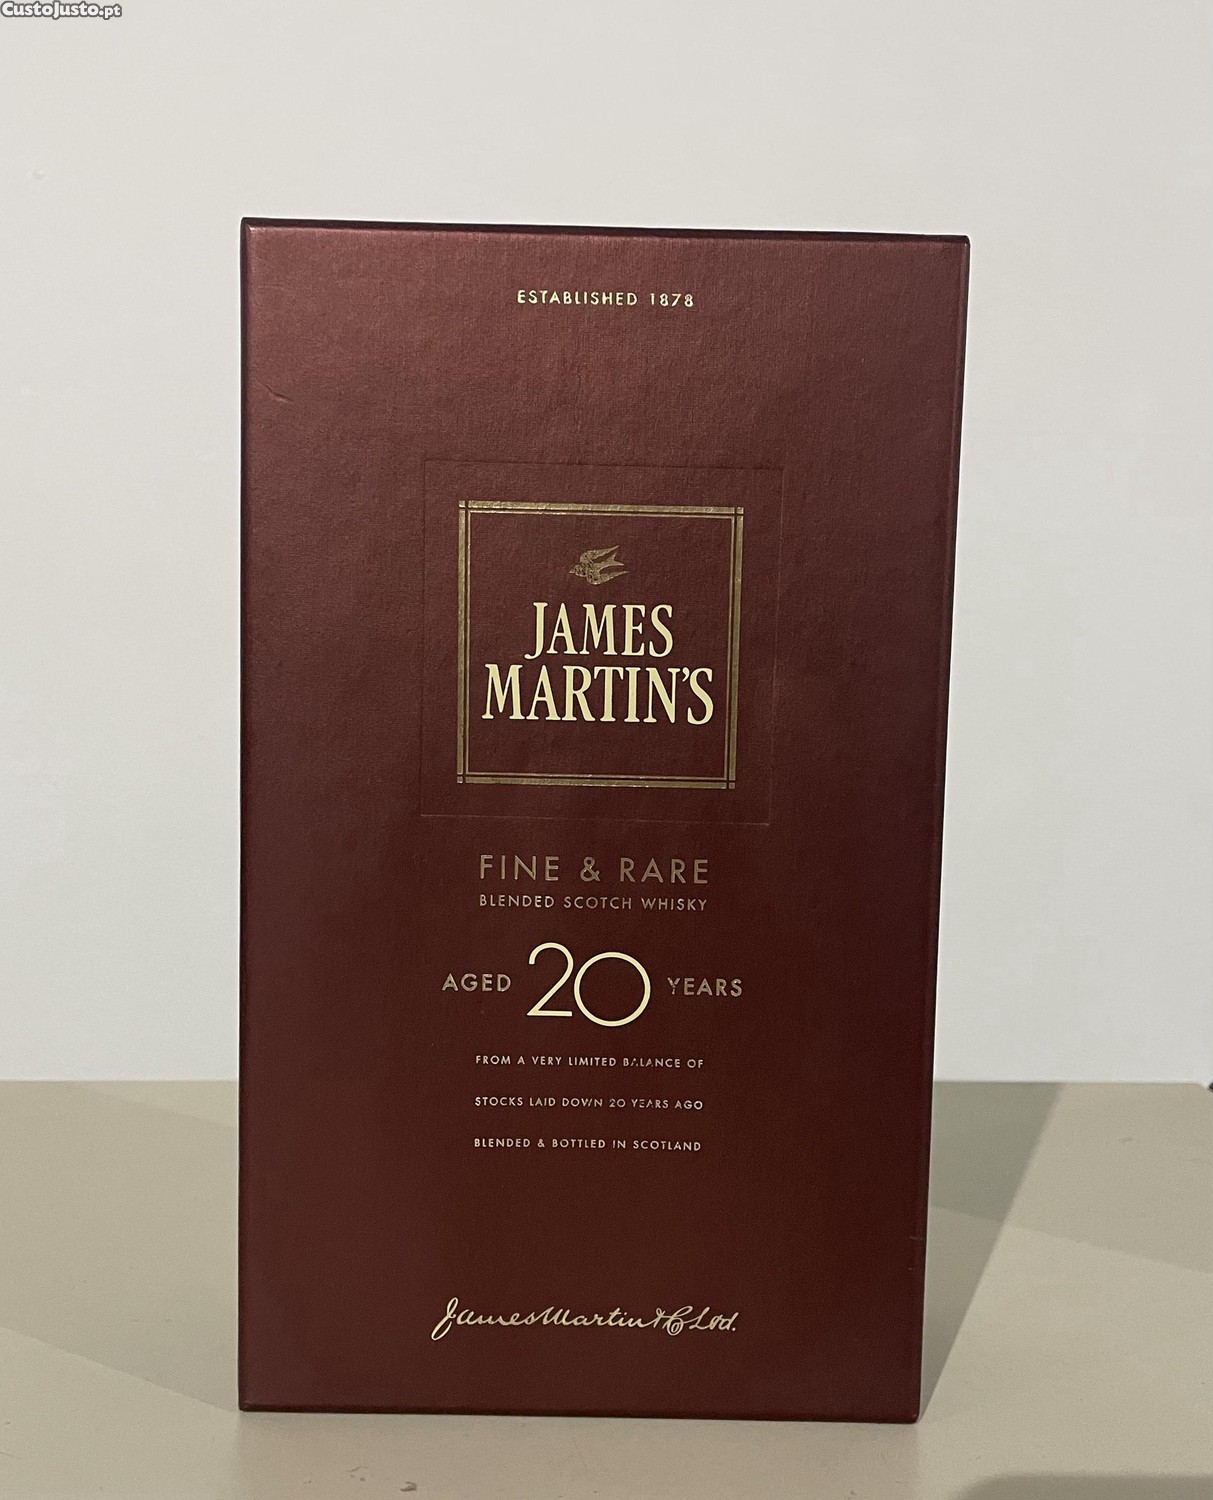 CustoJusto.pt
ESTABLISHED 1878
JAMES
MARTIN'S
FINE & RARE
BLENDED SCOTCH WHISKY
AGED 20 YEARS
FROM A VERY LIMITED BALANCE OF
STOCKS LAID DOWN 20 YEARS AGO
BLENDED & BOTTLED IN SCOTLAND
James Martin & Co Ltd.